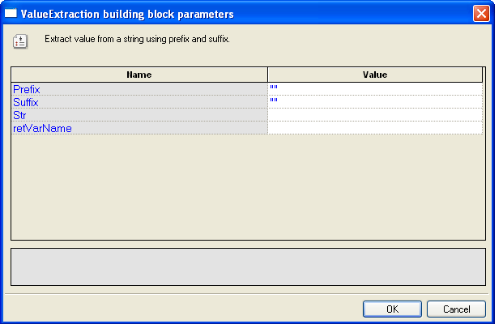 ValueExtraction building block parameters
Extract value from a string using prefix and suffix.
Name Value
Prefix ""
Suffix ""
Str
retVarName
OK Cancel